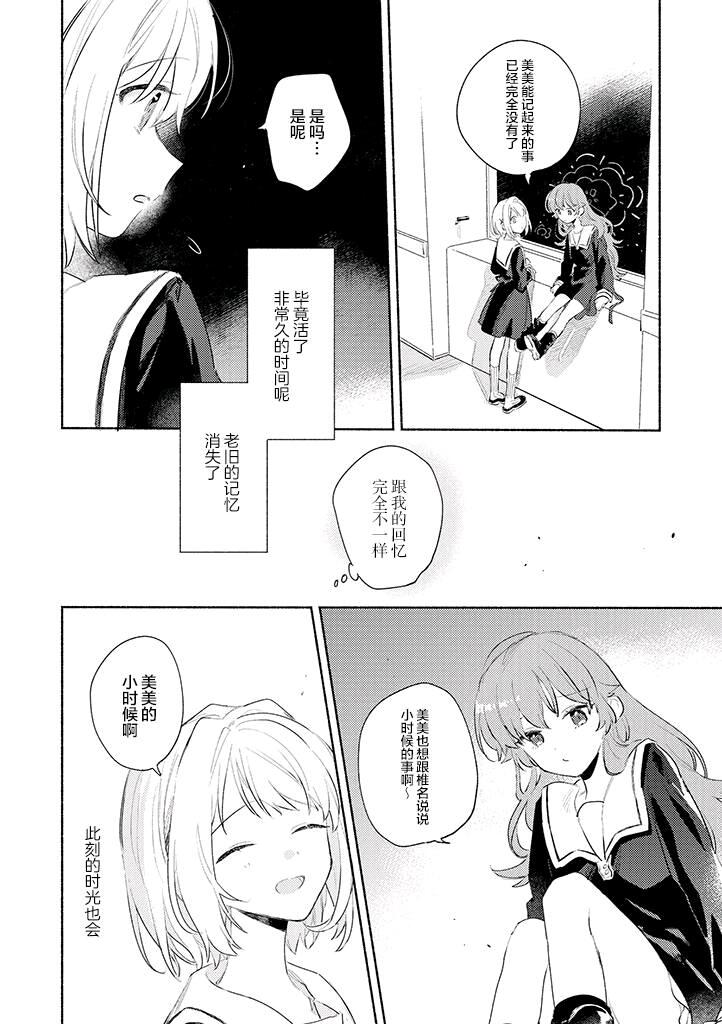 美美能记起来的事
已经完全没有了
是吗…
是呢
毕竟活了
非常久的时间呢
老旧的记忆
消失了
跟我的回忆
完全不一样
美美也想跟椎名说说
小时候的事啊～
美美的
小时候啊
此刻的时光也会